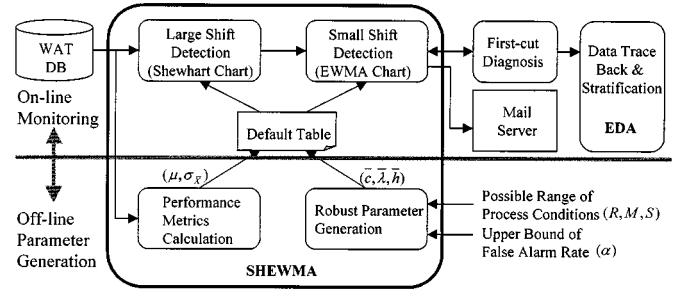 WAT
DB
Large Shift
Detection
(Shewhart Chart)
Small Shift
Detection
(EWMA Chart)
First-cut
Diagnosis
Data Trace
Back &
Stratification
EDA
Mail
Server
On-line
Monitoring
Default Table
(μ, σ_X̄)
(c̄, λ̄, h̄)
Off-line
Parameter
Generation
Performance
Metrics
Calculation
Robust Parameter
Generation
Possible Range of
Process Conditions (R, M, S)
Upper Bound of
False Alarm Rate (α)
SHEWMA